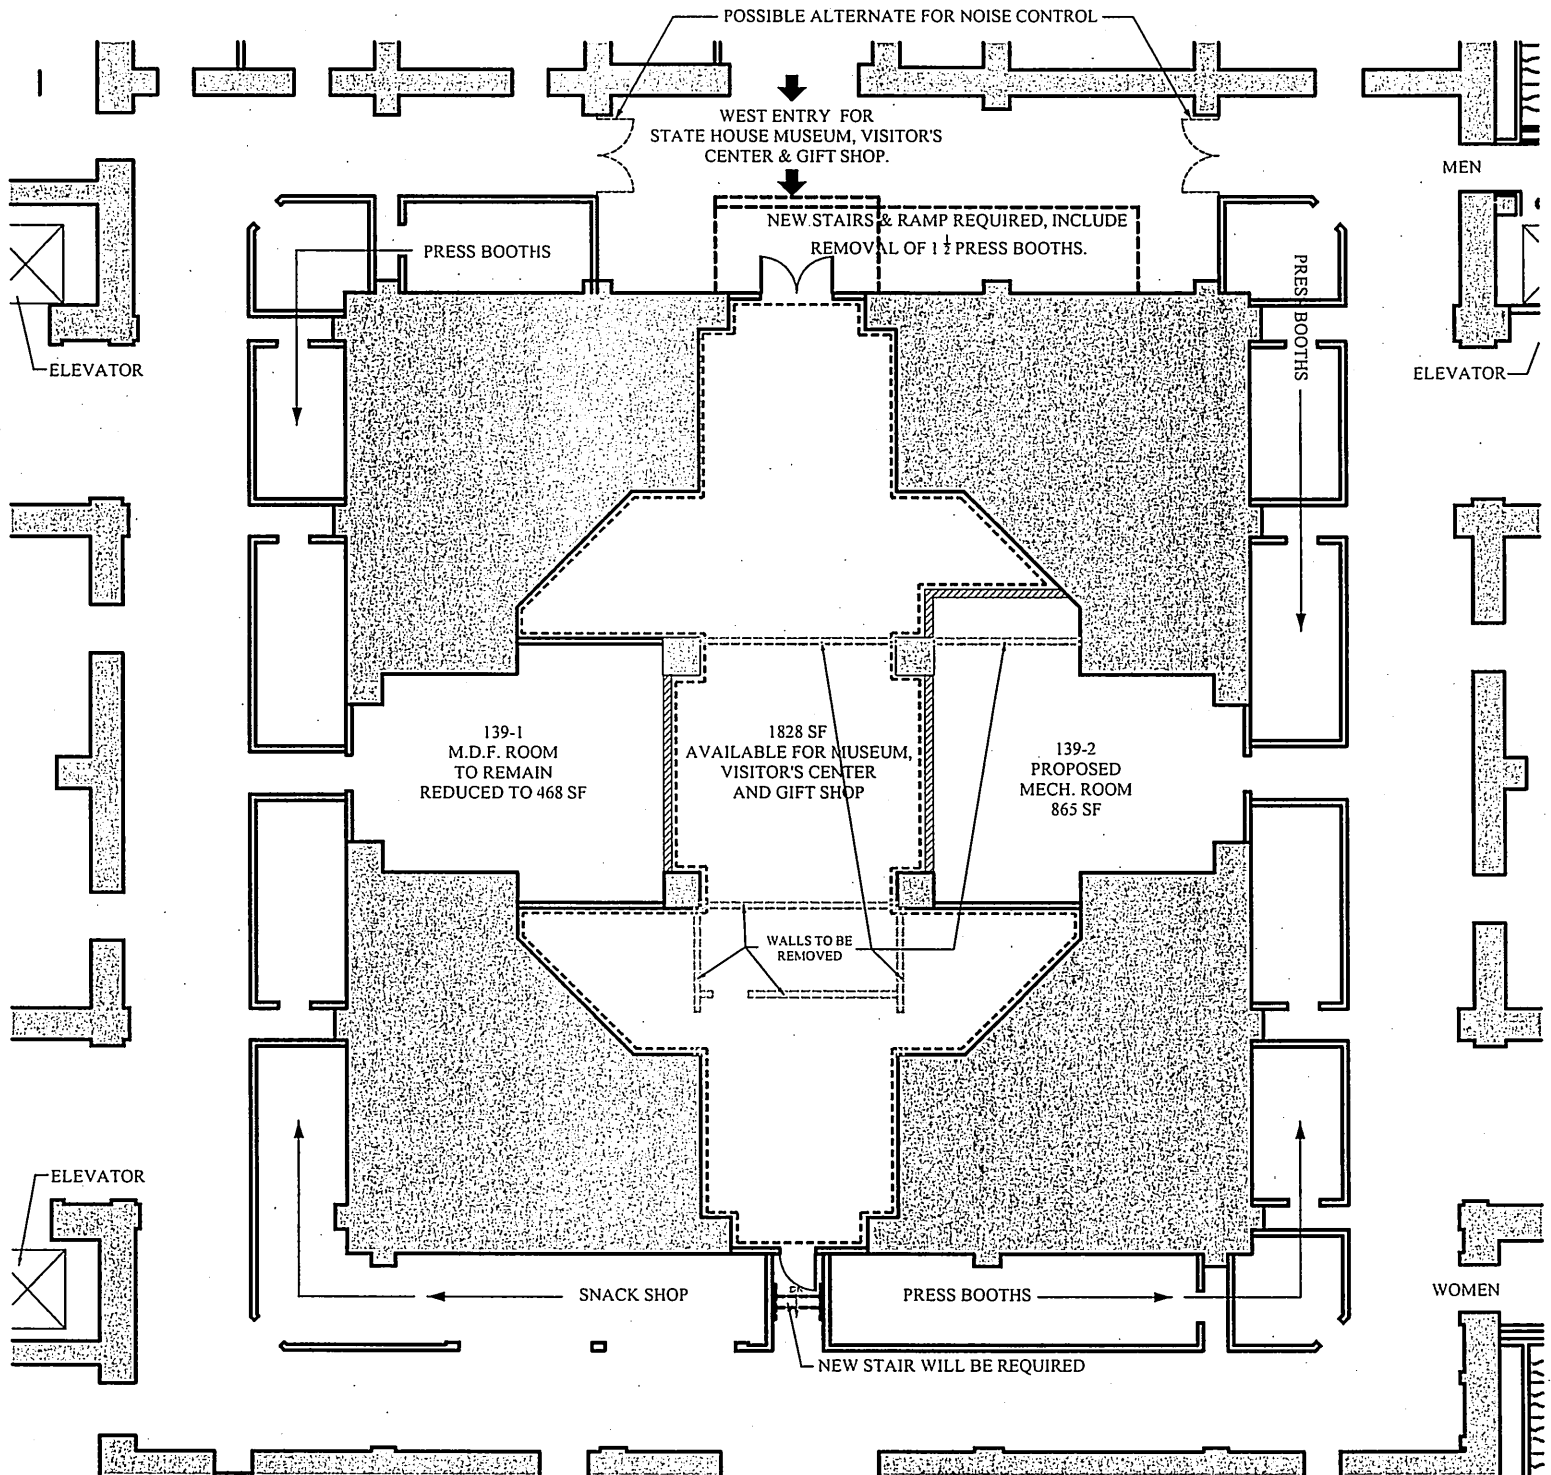 POSSIBLE ALTERNATE FOR NOISE CONTROL
WEST ENTRY FOR
STATE HOUSE MUSEUM, VISITOR'S
CENTER & GIFT SHOP.
MEN
NEW STAIRS & RAMP REQUIRED, INCLUDE
REMOVAL OF 1 1/2 PRESS BOOTHS.
PRESS BOOTHS
PRESS BOOTHS
ELEVATOR
ELEVATOR
139-1
M.D.F. ROOM
TO REMAIN
REDUCED TO 468 SF
1828 SF
AVAILABLE FOR MUSEUM,
VISITOR'S CENTER
AND GIFT SHOP
139-2
PROPOSED
MECH. ROOM
865 SF
WALLS TO BE
REMOVED
ELEVATOR
SNACK SHOP
DN
PRESS BOOTHS
WOMEN
NEW STAIR WILL BE REQUIRED